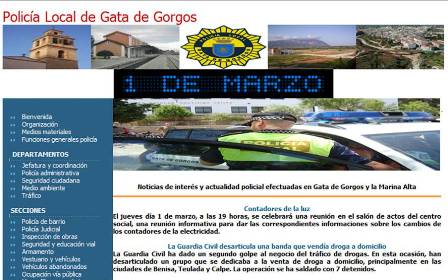 Policía Local de Gata de Gorgos
1 DE MARZO
Bienvenida
Organización
Medios materiales
Funciones generales policía
DEPARTAMENTOS
Jefatura y coordinación
Policía administrativa
Seguridad ciudadana
Medio ambiente
Tráfico
SECCIONES
Policía de barrio
Policía Judicial
Inspección de obras
Seguridad y educación vial
Armamento
Vestuario y vehículos
Vehículos abandonados
Ocupación vía pública
POLICIA
Noticias de interés y actualidad policial efectuadas en Gata de Gorgos y la Marina Alta
Contadores de la luz
El jueves día 1 de marzo, a las 19 horas, se celebrará una reunión en el salón de actos del centro
social, una reunión informativa para dar las correspondientes informaciones sobre los cambios de
los contadores de la electricidad.
La Guardia Civil desarticula una banda que vendía droga a domicilio
La Guardia Civil ha dado un segundo golpe al negocio del tráfico de drogas. En esta ocasión, han
desarticulado un grupo que se dedicaba a la venta de droga a domicilio, principalmente en las
ciudades de Benisa, Teulada y Calpe. La operación se ha saldado con 7 detenidos.